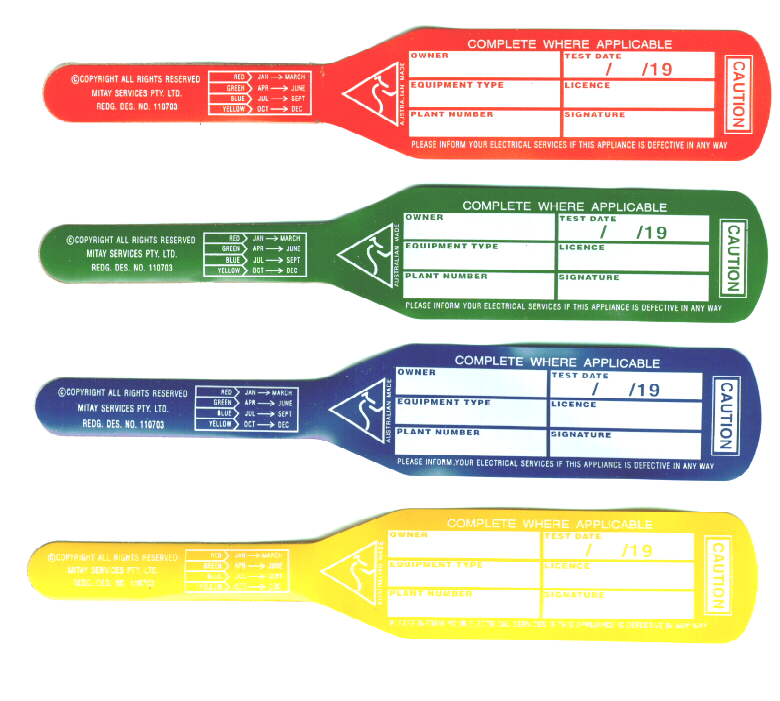 ©COPYRIGHT ALL RIGHTS RESERVED
MITAY SERVICES PTY. LTD.
REDG. DES. NO. 110703
RED JAN → MARCH
GREEN APR → JUNE
BLUE JUL → SEPT
YELLOW OCT → DEC
AUSTRALIAN MADE
COMPLETE WHERE APPLICABLE
OWNER
TEST DATE
/ /19
EQUIPMENT TYPE
LICENCE
PLANT NUMBER
SIGNATURE
PLEASE INFORM YOUR ELECTRICAL SERVICES IF THIS APPLIANCE IS DEFECTIVE IN ANY WAY
CAUTION
©COPYRIGHT ALL RIGHTS RESERVED
MITAY SERVICES PTY. LTD.
REDG. DES. NO. 110703
RED JAN → MARCH
GREEN APR → JUNE
BLUE JUL → SEPT
YELLOW OCT → DEC
AUSTRALIAN MADE
COMPLETE WHERE APPLICABLE
OWNER
TEST DATE
/ /19
EQUIPMENT TYPE
LICENCE
PLANT NUMBER
SIGNATURE
PLEASE INFORM YOUR ELECTRICAL SERVICES IF THIS APPLIANCE IS DEFECTIVE IN ANY WAY
CAUTION
©COPYRIGHT ALL RIGHTS RESERVED
MITAY SERVICES PTY. LTD.
REDG. DES. NO. 110703
RED JAN → MARCH
GREEN APR → JUNE
BLUE JUL → SEPT
YELLOW OCT → DEC
AUSTRALIAN MADE
COMPLETE WHERE APPLICABLE
OWNER
TEST DATE
/ /19
EQUIPMENT TYPE
LICENCE
PLANT NUMBER
SIGNATURE
PLEASE INFORM YOUR ELECTRICAL SERVICES IF THIS APPLIANCE IS DEFECTIVE IN ANY WAY
CAUTION
©COPYRIGHT ALL RIGHTS RESERVED
MITAY SERVICES PTY. LTD.
REDG. DES. NO. 110703
RED JAN → MARCH
GREEN APR → JUNE
BLUE JUL → SEPT
YELLOW OCT → DEC
AUSTRALIAN MADE
COMPLETE WHERE APPLICABLE
OWNER
TEST DATE
/ /19
EQUIPMENT TYPE
LICENCE
PLANT NUMBER
SIGNATURE
PLEASE INFORM YOUR ELECTRICAL SERVICES IF THIS APPLIANCE IS DEFECTIVE IN ANY WAY
CAUTION